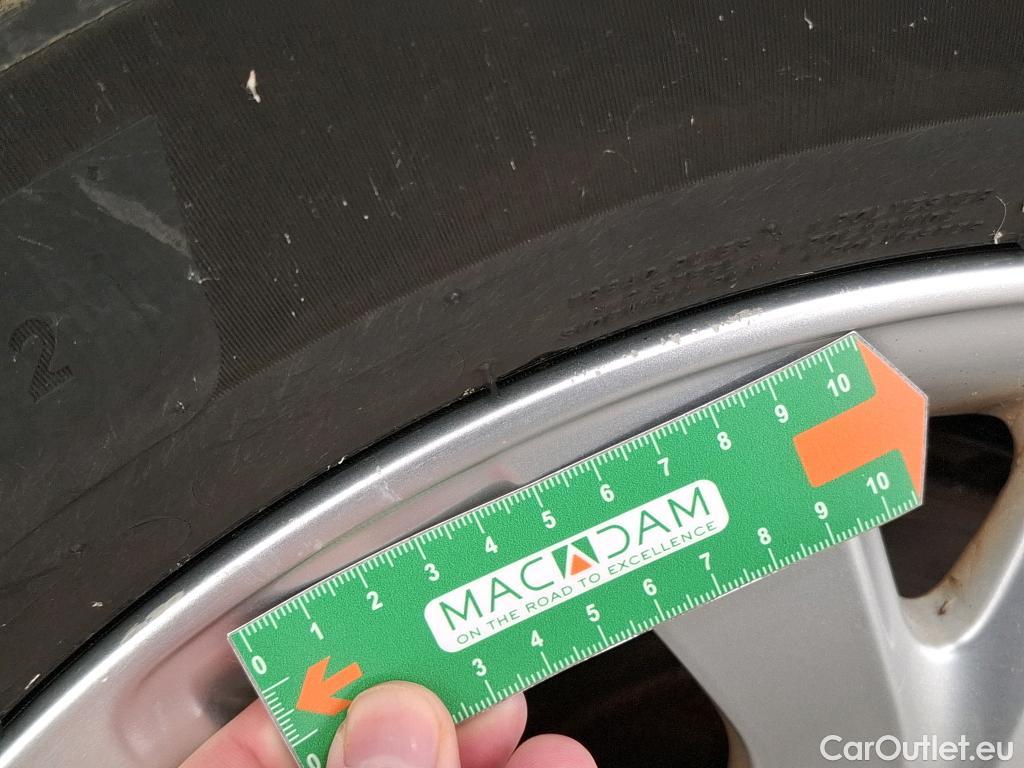 2
0 1 2 3 4 5 6 7 8 9 10
MACADAM
ON THE ROAD TO EXCELLENCE
0 3 4 5 6 7 8 9 10
CarOutlet.eu